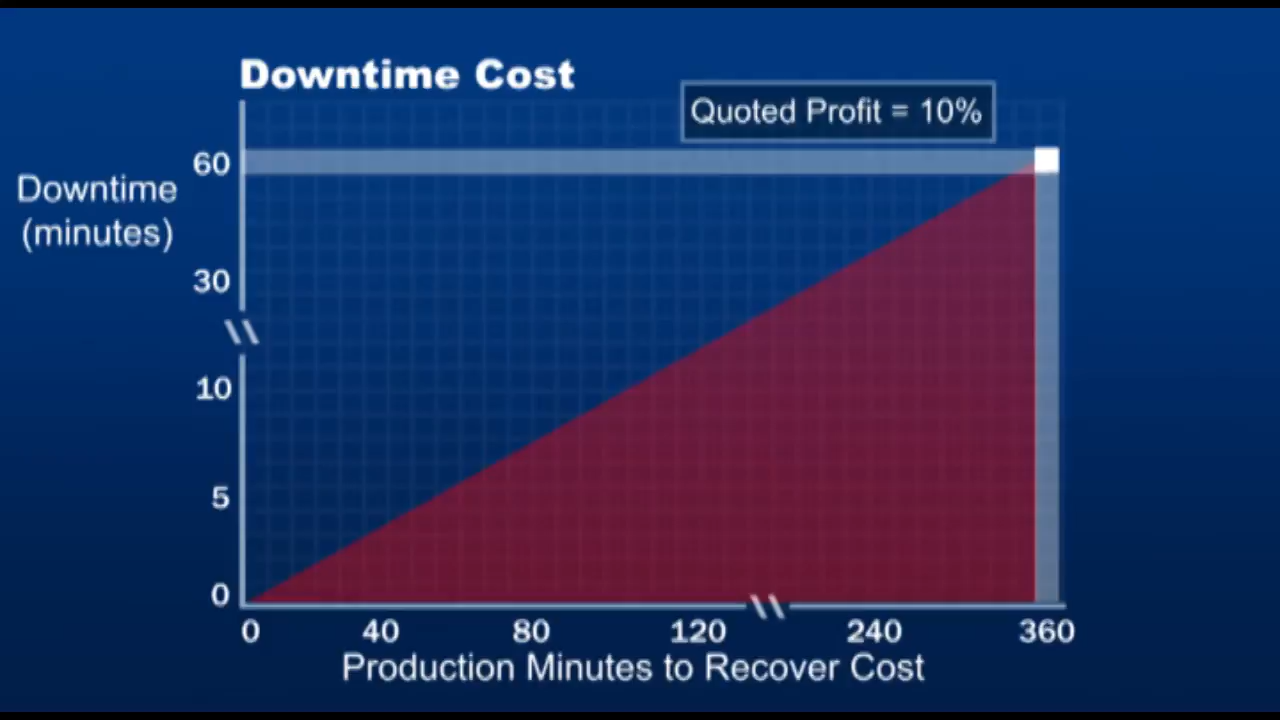 Downtime Cost
Quoted Profit = 10%
Downtime
(minutes)
60
30
10
5
0
0 40 80 120 240 360
Production Minutes to Recover Cost